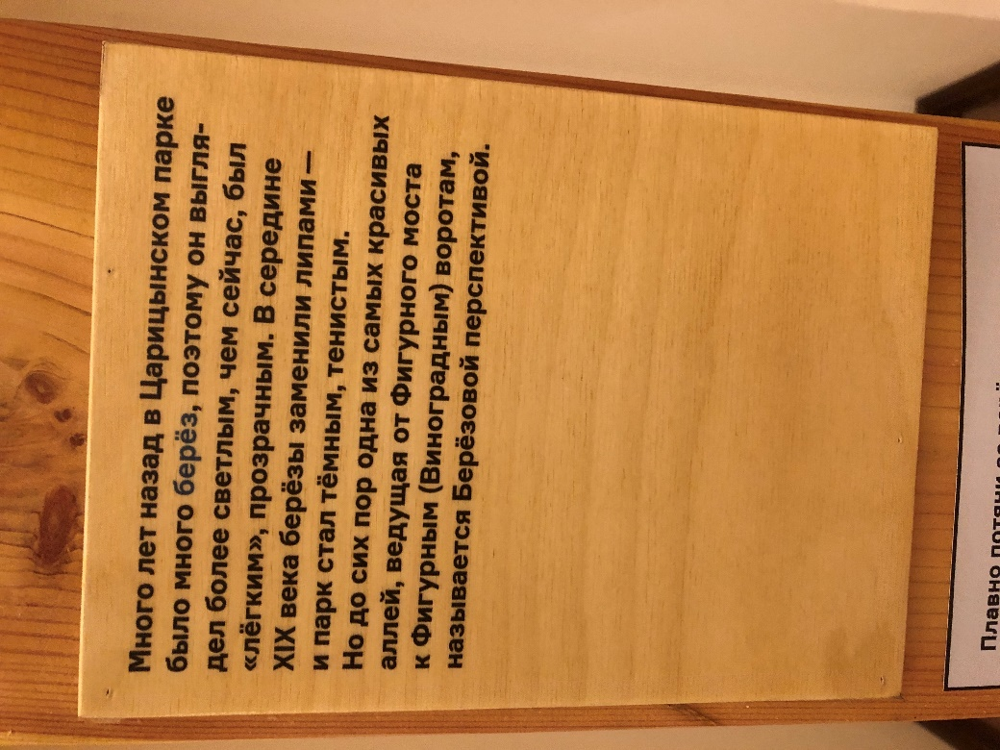 Много лет назад в Царицынском парке
было много берёз, поэтому он выгля-
дел более светлым, чем сейчас, был
«лёгким», прозрачным. В середине
XIX века берёзы заменили липами —
и парк стал тёмным, тенистым.
Но до сих пор одна из самых красивых
аллей, ведущая от Фигурного моста
к Фигурным (Виноградным) воротам,
называется Берёзовой перспективой.
Плавно потяни